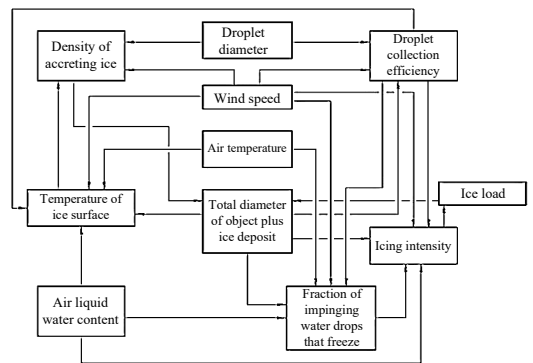 Density of
accreting ice
Droplet
diameter
Droplet
collection
efficiency
Wind speed
Air temperature
Temperature of
ice surface
Total diameter
of object plus
ice deposit
Ice load
Icing intensity
Air liquid
water content
Fraction of
impinging
water drops
that freeze